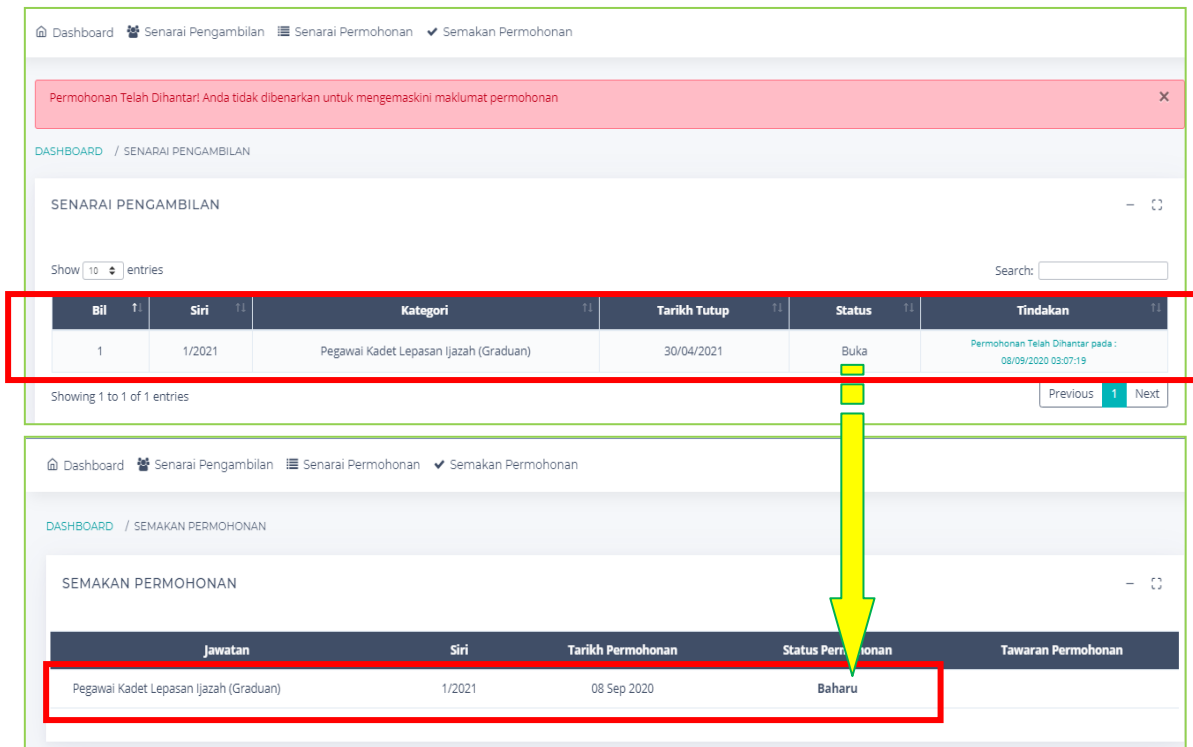 Dashboard Senarai Pengambilan Senarai Permohonan Semakan Permohonan
Permohonan Telah Dihantar! Anda tidak dibenarkan untuk mengemaskini maklumat permohonan ×
DASHBOARD / SENARAI PENGAMBILAN
SENARAI PENGAMBILAN
Show 10 entries Search:
Bil Siri Kategori Tarikh Tutup Status Tindakan
1 1/2021 Pegawai Kadet Lepasan Ijazah (Graduan) 30/04/2021 Buka Permohonan Telah Dihantar pada :
08/09/2020 03:07:19
Showing 1 to 1 of 1 entries Previous 1 Next
Dashboard Senarai Pengambilan Senarai Permohonan Semakan Permohonan
DASHBOARD / SEMAKAN PERMOHONAN
SEMAKAN PERMOHONAN
Jawatan Siri Tarikh Permohonan Status Tawaran Permohonan
Pegawai Kadet Lepasan Ijazah (Graduan) 1/2021 08 Sep 2020 Baharu